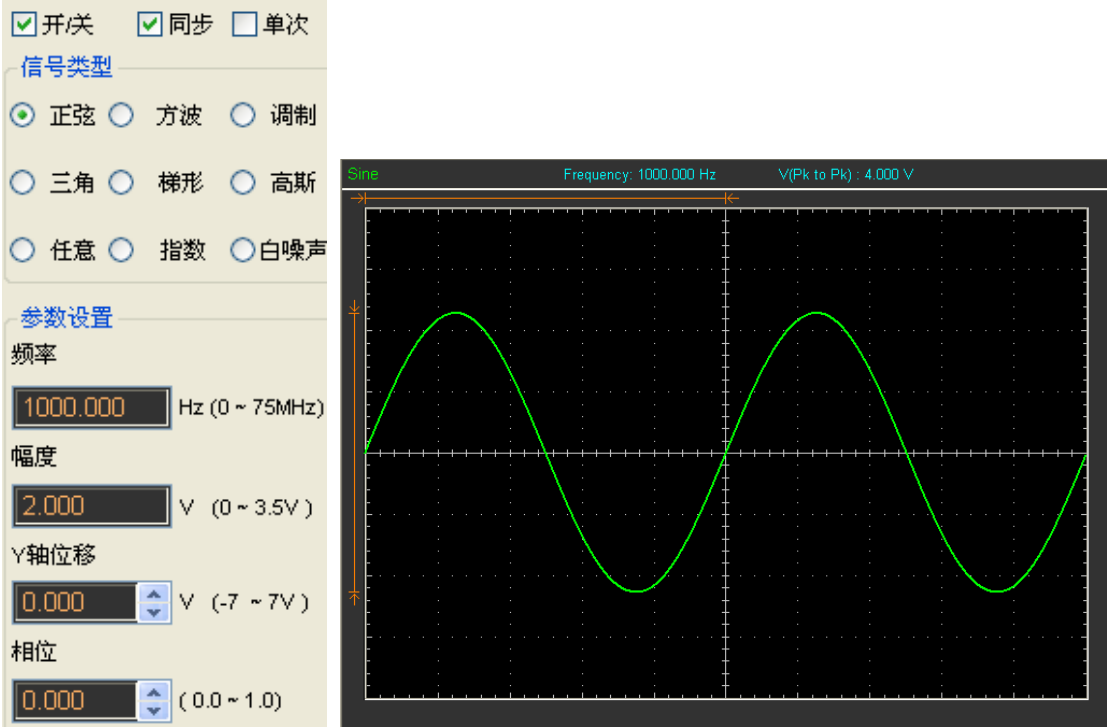 开/关 同步 单次
信号类型
正弦 方波 调制
三角 梯形 高斯
任意 指数 白噪声
参数设置
频率
1000.000 Hz (0 ~ 75MHz)
幅度
2.000 V (0 ~ 3.5V )
Y轴位移
0.000 V (-7 ~ 7V )
相位
0.000 ( 0.0 ~ 1.0)
Sine Frequency: 1000.000 Hz V(Pk to Pk) : 4.000 V